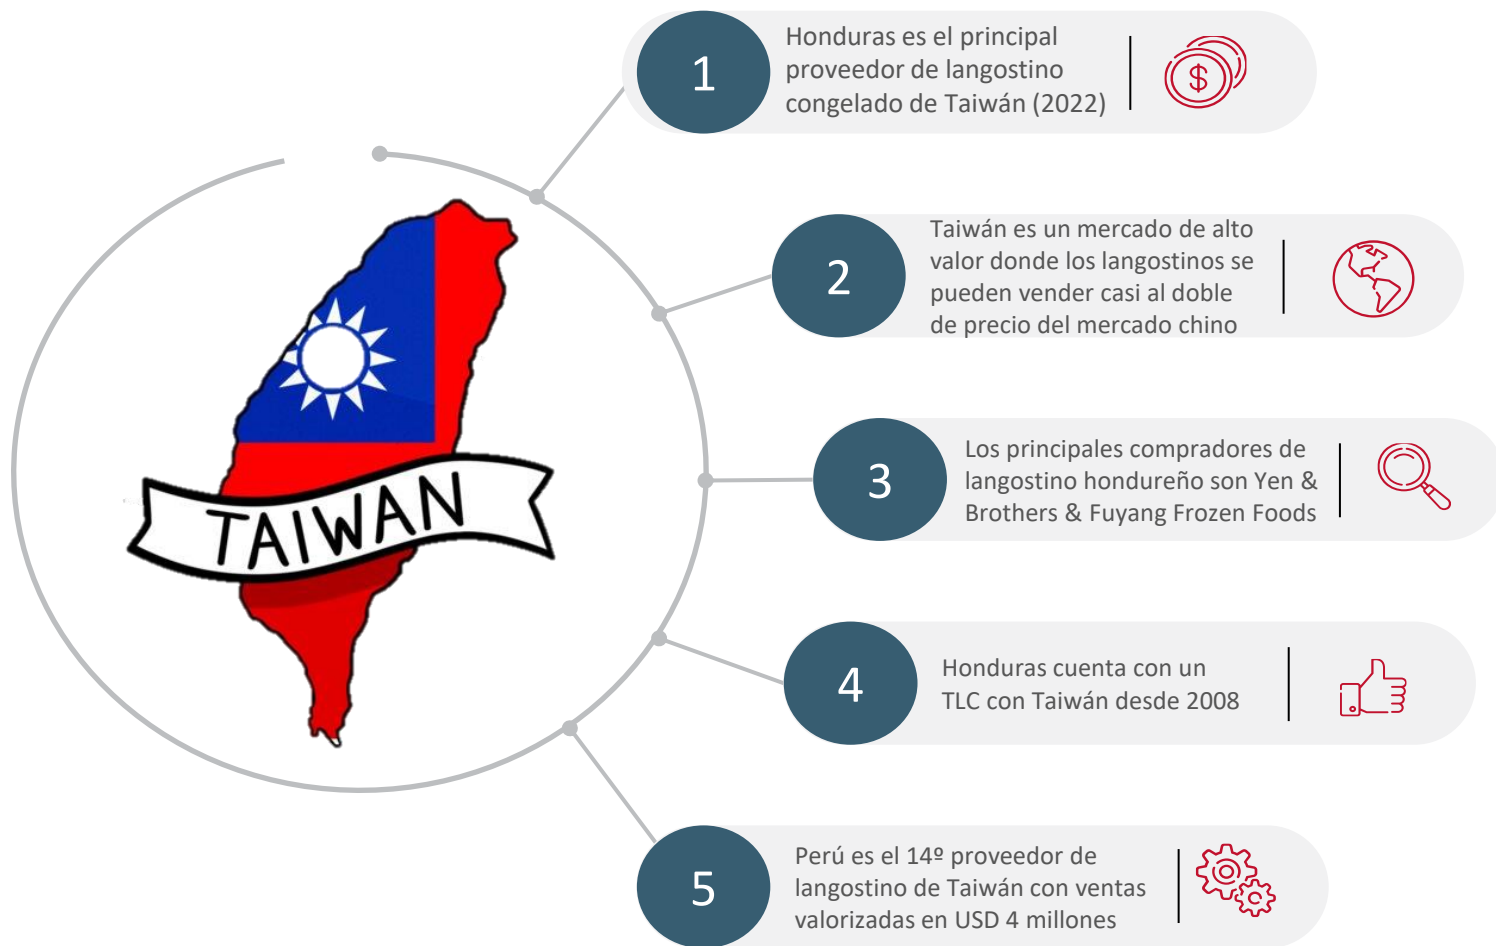 1
Honduras es el principal
proveedor de langostino
congelado de Taiwán (2022)
$
2
Taiwán es un mercado de alto
valor donde los langostinos se
pueden vender casi al doble
de precio del mercado chino
3
Los principales compradores de
langostino hondureño son Yen &
Brothers & Fuyang Frozen Foods
TAIWAN
4
Honduras cuenta con un
TLC con Taiwán desde 2008
5
Perú es el 14º proveedor de
langostino de Taiwán con ventas
valorizadas en USD 4 millones